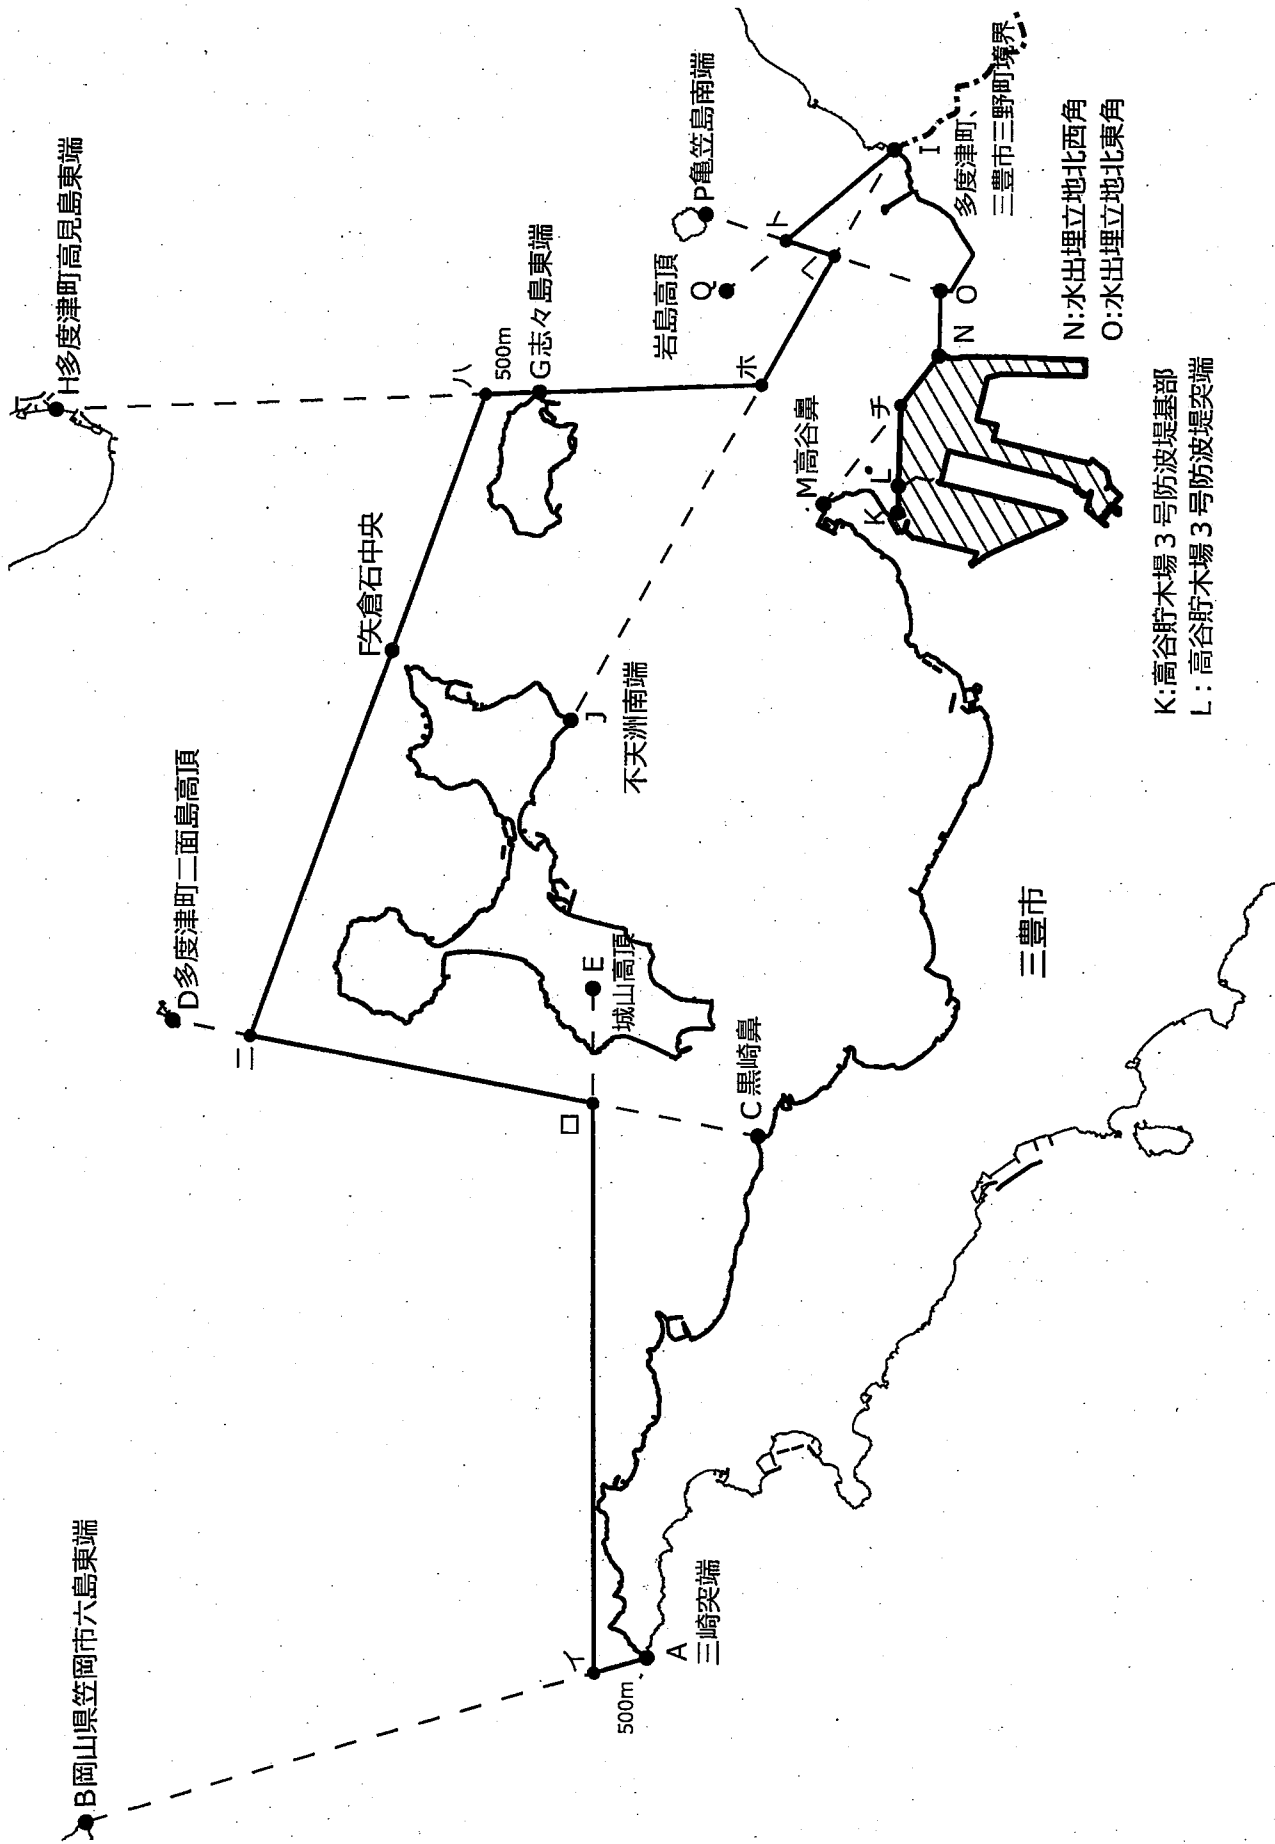 B岡山県笠岡市六島東端
イ
500m
A
三崎突端
D多度津町二面島高頂
ニ
ロ
C黒崎鼻
E
城山高頂
三豊市
F矢倉石中央
J
不天洲南端
H多度津町高見島東端
ハ
500m
G志々島東端
ホ
M高谷鼻
K
L
チ
N
O
岩島高頂
Q
P亀笠島南端
ト
ヘ
I
多度津町、
三豊市三野町境界
N:水出埋立地北西角
O:水出埋立地北東角
K:高谷貯木場3号防波堤基部
L:高谷貯木場3号防波堤突端